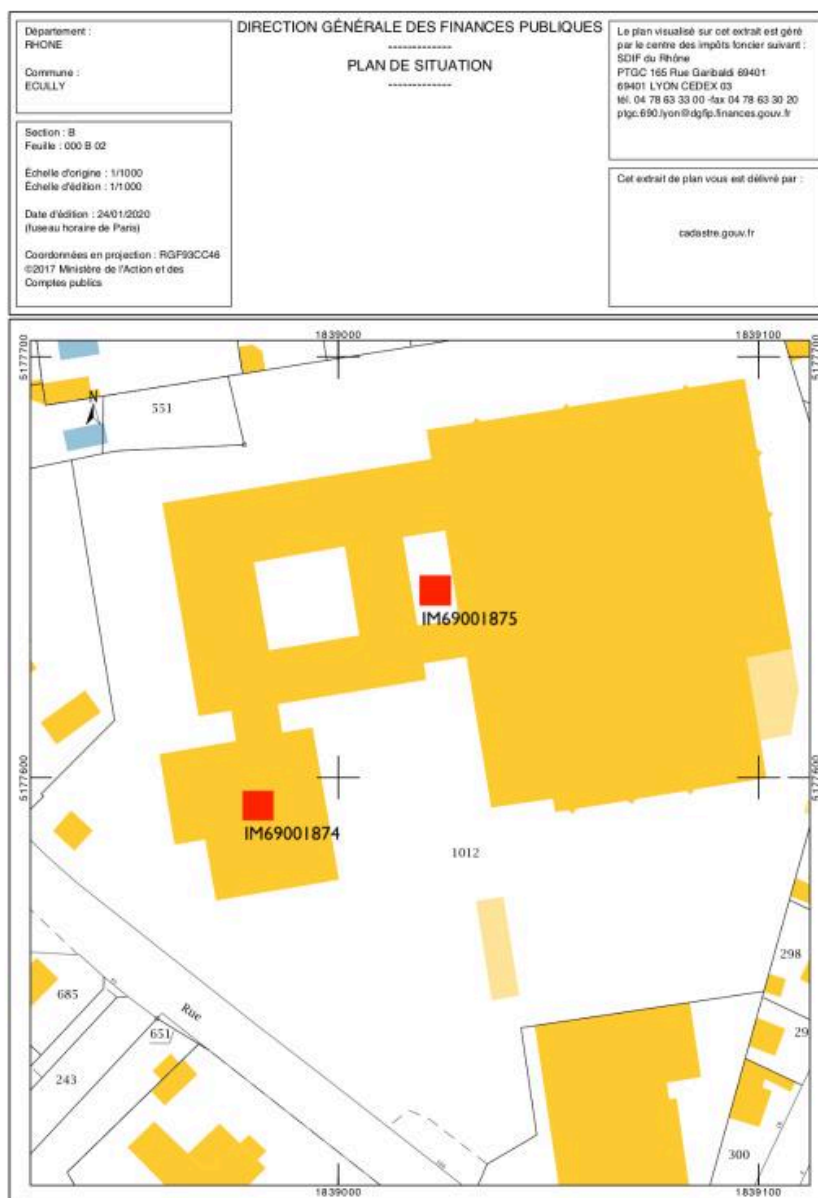 Département :
RHONE
Commune :
ECULLY
Section : B
Feuille : 000 B 02
Échelle d'origine : 1/1000
Échelle d'édition : 1/1000
Date d'édition : 24/01/2020
(fuseau horaire de Paris)
Coordonnées en projection : RGF93CC46
©2017 Ministère de l'Action et des
Comptes publics
DIRECTION GÉNÉRALE DES FINANCES PUBLIQUES
-------------
PLAN DE SITUATION
-------------
Le plan visualisé sur cet extrait est géré
par le centre des impôts foncier suivant :
SDIF du Rhône
PTGC 165 Rue Garibaldi 69401
69401 LYON CEDEX 03
tél. 04 78 63 33 00 -fax 04 78 63 30 20
ptgc.690.lyon@dgfip.finances.gouv.fr
Cet extrait de plan vous est délivré par :
cadastre.gouv.fr
1839000
1839100
5177700
5177700
N
551
IM69001875
5177600
5177600
IM69001874
1012
298
685
Rue
651
29
243
300
1839000
1839100